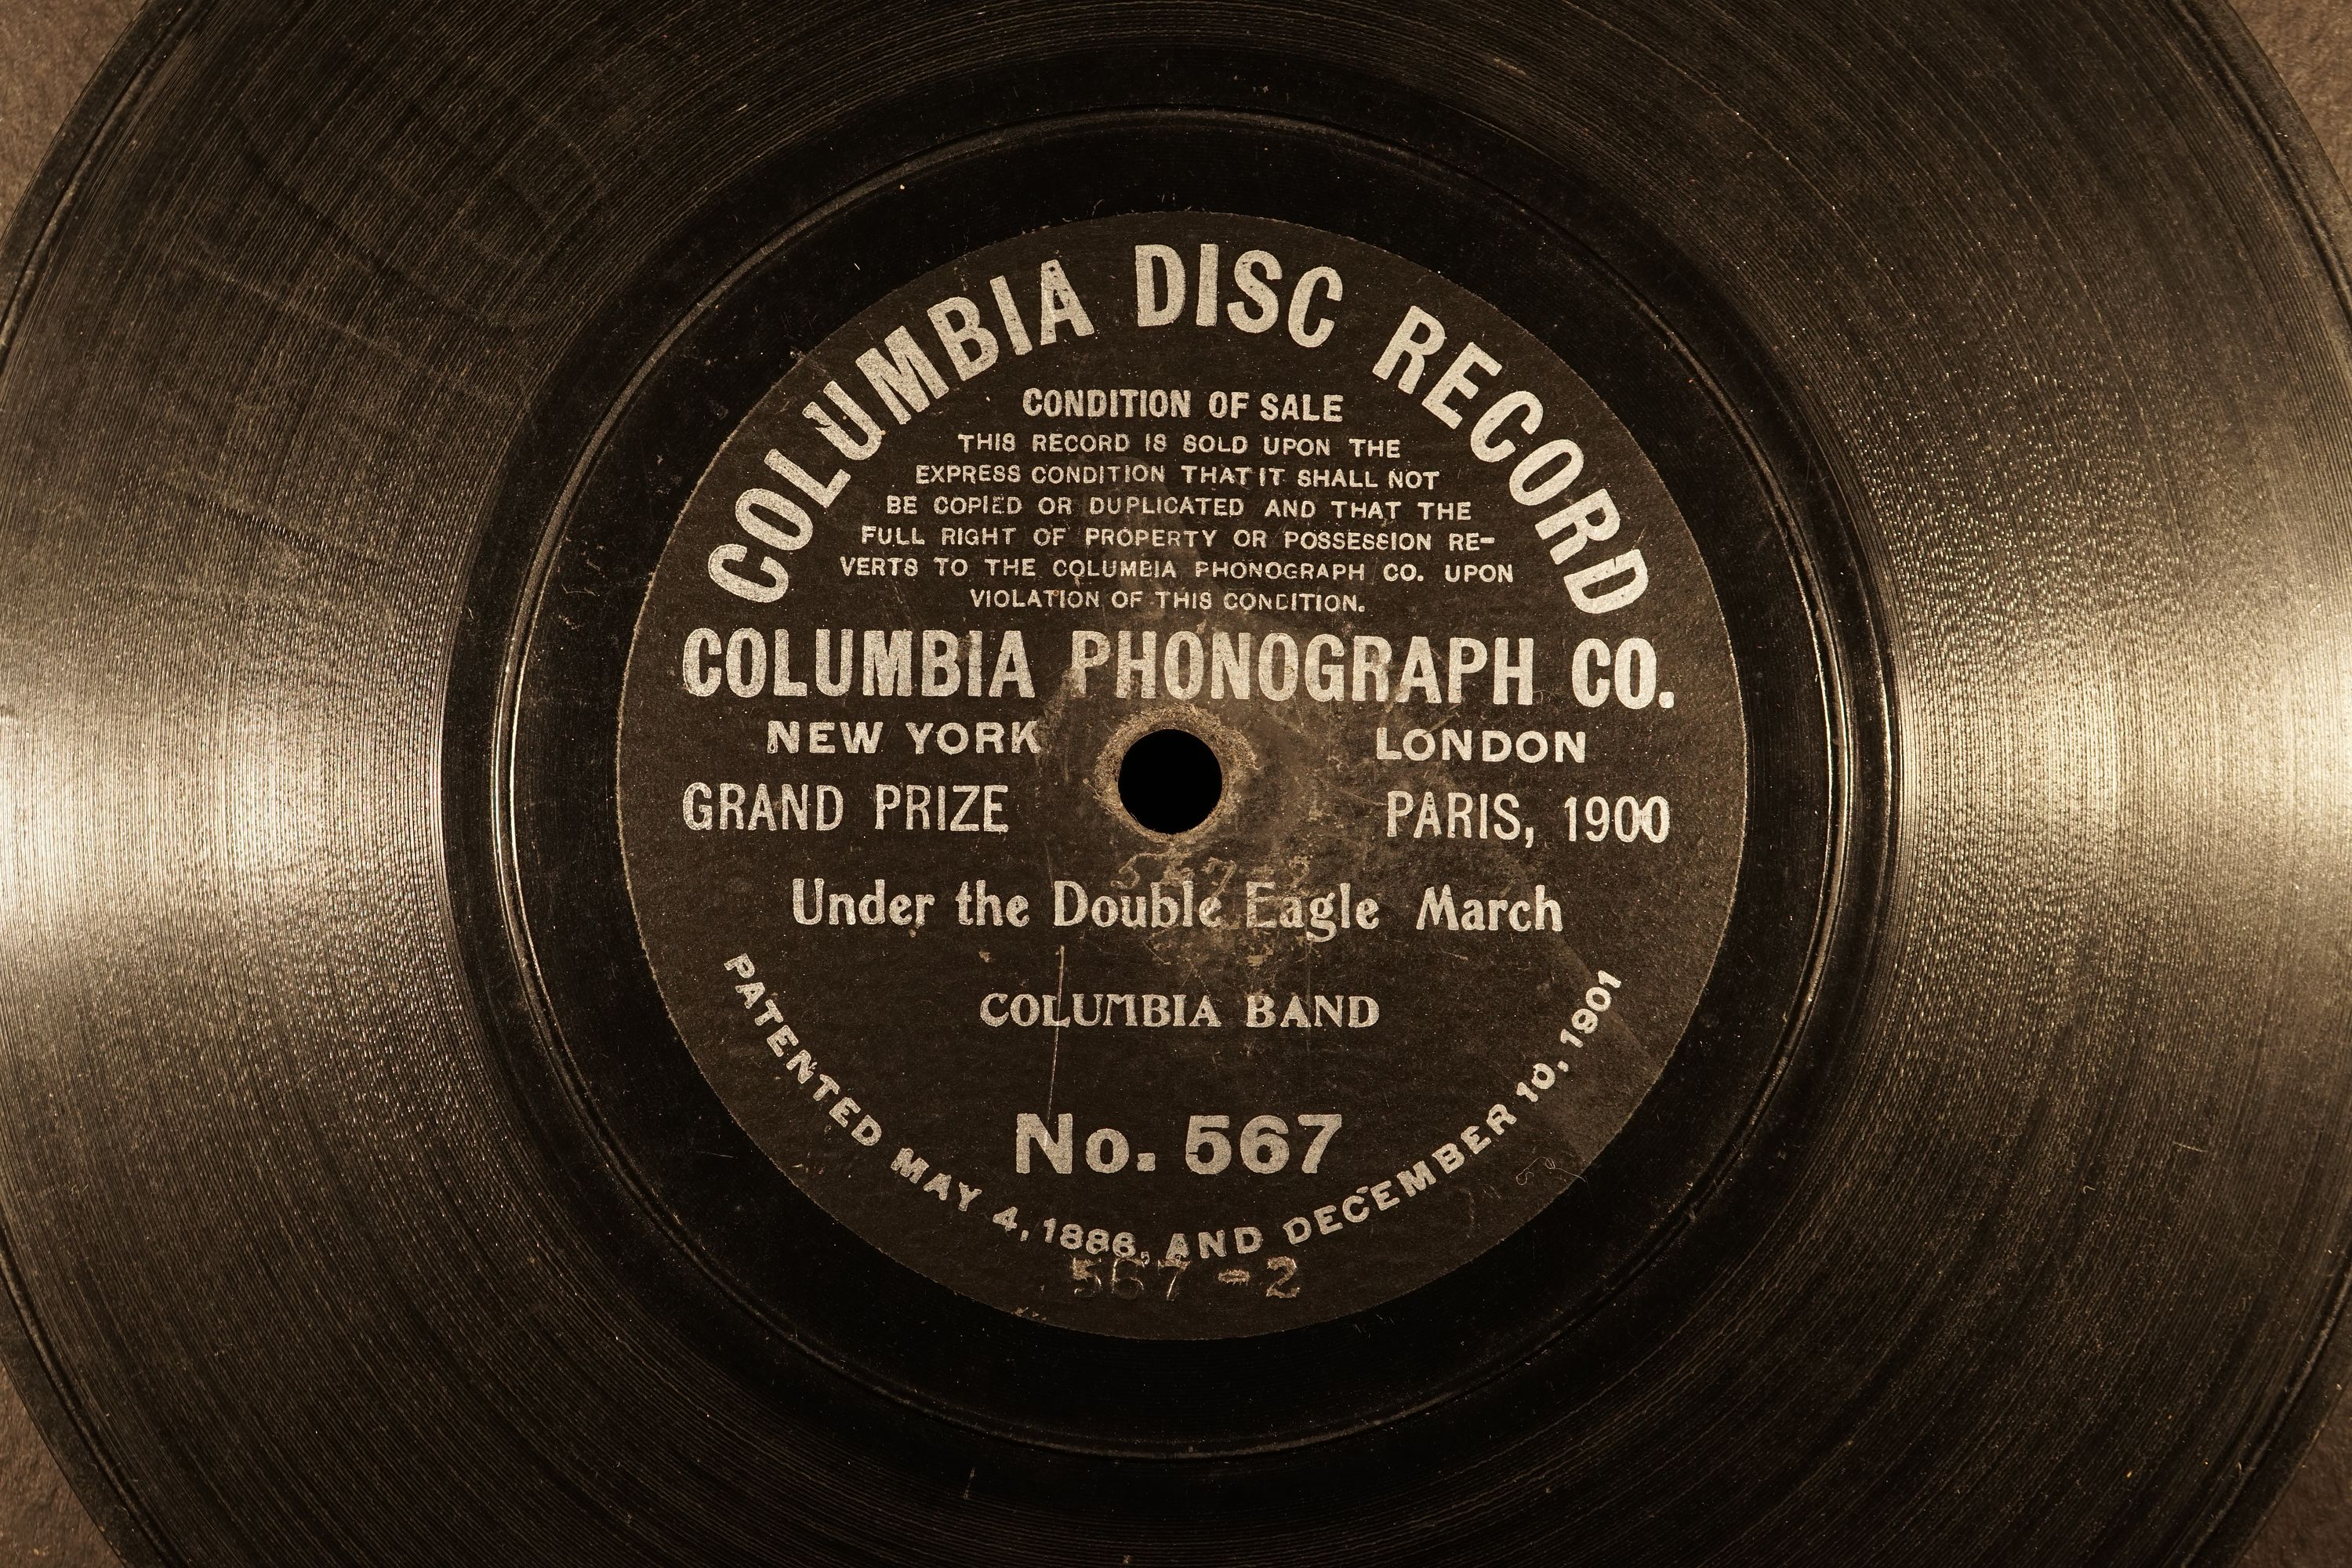 COLUMBIA DISC RECORD
CONDITION OF SALE
THIS RECORD IS SOLD UPON THE
EXPRESS CONDITION THAT IT SHALL NOT
BE COPIED OR DUPLICATED AND THAT THE
FULL RIGHT OF PROPERTY OR POSSESSION RE-
VERTS TO THE COLUMBIA PHONOGRAPH CO. UPON
VIOLATION OF THIS CONDITION.
COLUMBIA PHONOGRAPH CO.
NEW YORK LONDON
GRAND PRIZE PARIS, 1900
567-2
Under the Double Eagle March
COLUMBIA BAND
No. 567
PATENTED MAY 4, 1886, AND DECEMBER 10, 1901
567-2